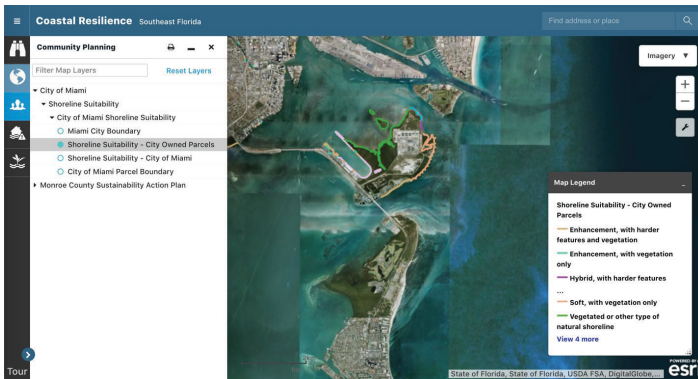 Coastal Resilience Southeast Florida
Find address or place
Community Planning
Imagery
Filter Map Layers
Reset Layers
City of Miami
Shoreline Suitability
City of Miami Shoreline Suitability
Miami City Boundary
Shoreline Suitability - City Owned Parcels
Shoreline Suitability - City of Miami
City of Miami Parcel Boundary
Monroe County Sustainability Action Plan
Map Legend
Shoreline Suitability - City Owned
Parcels
Enhancement, with harder
features and vegetation
Enhancement, with vegetation
only
Hybrid, with harder features
...
Soft, with vegetation only
Vegetated or other type of
natural shoreline
View 4 more
Tour
State of Florida, State of Florida, USDA FSA, DigitalGlobe,...
POWERED BY
esri